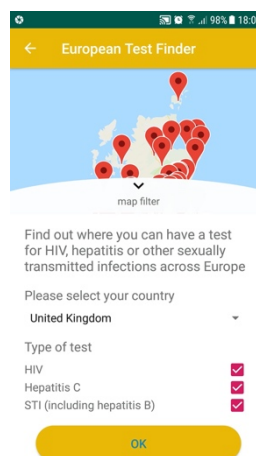 98% 18:0
European Test Finder
map filter
Find out where you can have a test
for HIV, hepatitis or other sexually
transmitted infections across Europe
Please select your country
United Kingdom
Type of test
HIV
Hepatitis C
STI (including hepatitis B)
OK